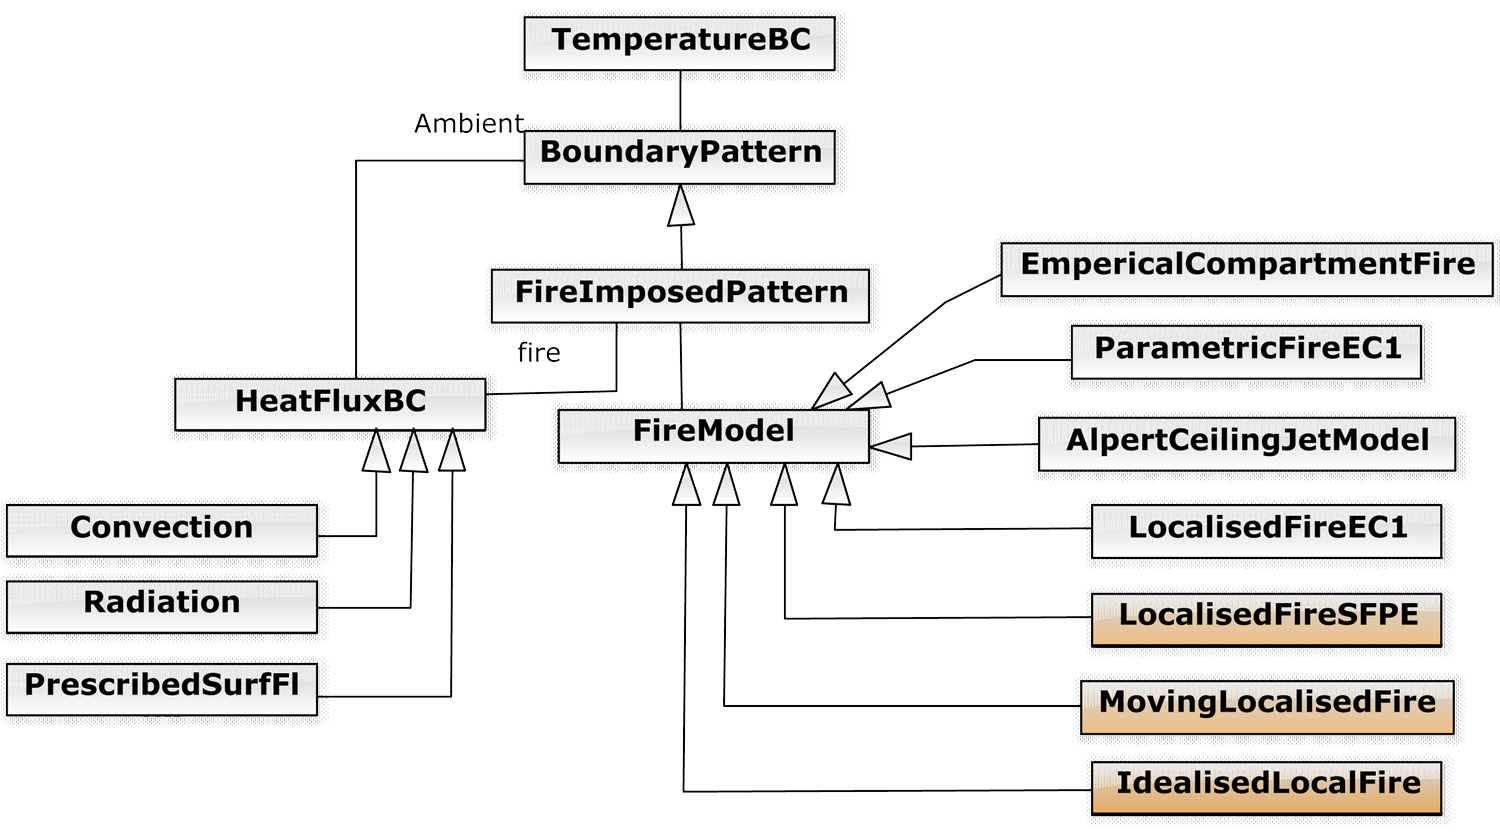 TemperatureBC
Ambient
BoundaryPattern
EmpericalCompartmentFire
FireImposedPattern
ParametricFireEC1
fire
HeatFluxBC
FireModel
AlpertCeilingJetModel
Convection
LocalisedFireEC1
Radiation
LocalisedFireSFPE
PrescribedSurfFl
MovingLocalisedFire
IdealisedLocalFire